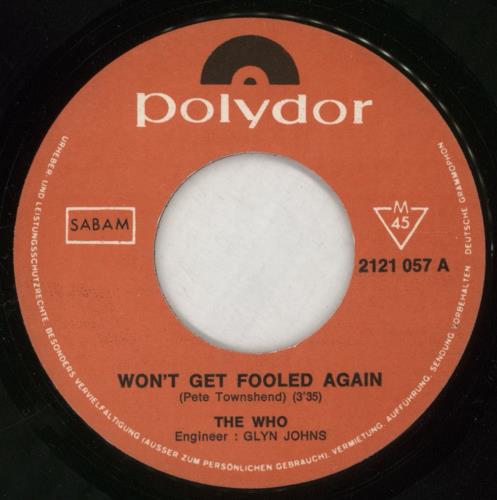 polydor
SABAM
M
45
2121 057 A
WON'T GET FOOLED AGAIN
(Pete Townshend) (3'35)
THE WHO
Engineer : GLYN JOHNS
URHEBER- UND LEISTUNGSSCHUTZRECHTE, BESONDERS VERVIELFÄLTIGUNG (AUSSER ZUM PERSÖNLICHEN GEBRAUCH), VERMIETUNG, AUFFÜHRUNG, SENDUNG VORBEHALTEN DEUTSCHE GRAMMOPHON